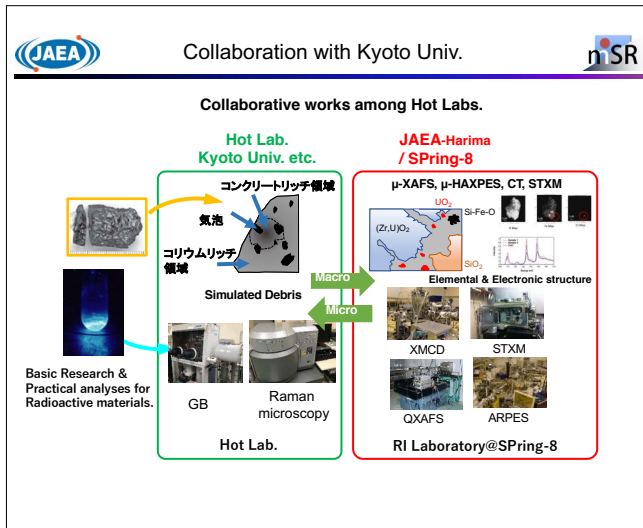 JAEA
Collaboration with Kyoto Univ.
mSR
Collaborative works among Hot Labs.
Hot Lab.
Kyoto Univ. etc.
JAEA-Harima
/ SPring-8
コンクリートリッチ領域
気泡
コリウムリッチ
領域
Simulated Debris
μ-XAFS, μ-HAXPES, CT, STXM
UO2
Si-Fe-O
(Zr,U)O2
SiO2
Elemental & Electronic structure
Macro
Micro
XMCD
STXM
QXAFS
ARPES
Basic Research &
Practical analyses for
Radioactive materials.
GB
Raman
microscopy
Hot Lab.
RI Laboratory@SPring-8